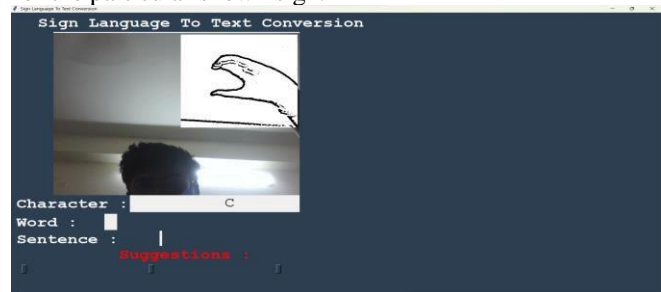 Sign Language To Text Conversion
Sign Language To Text Conversion
Character : C
Word :
Sentence :
Suggestions :